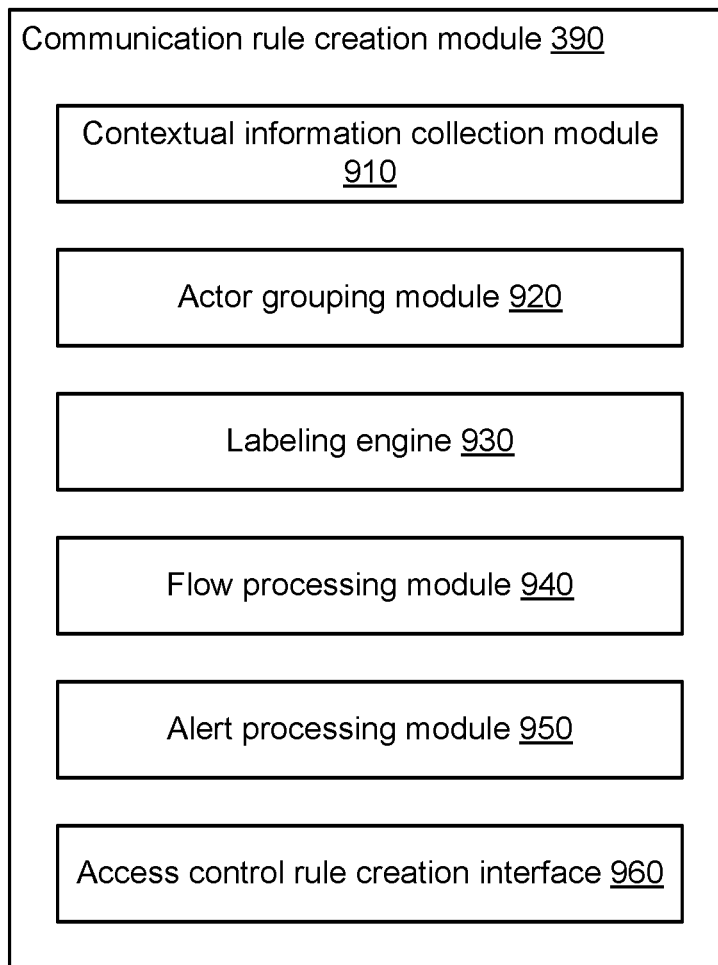 Communication rule creation module 390
Contextual information collection module
910
Actor grouping module 920
Labeling engine 930
Flow processing module 940
Alert processing module 950
Access control rule creation interface 960